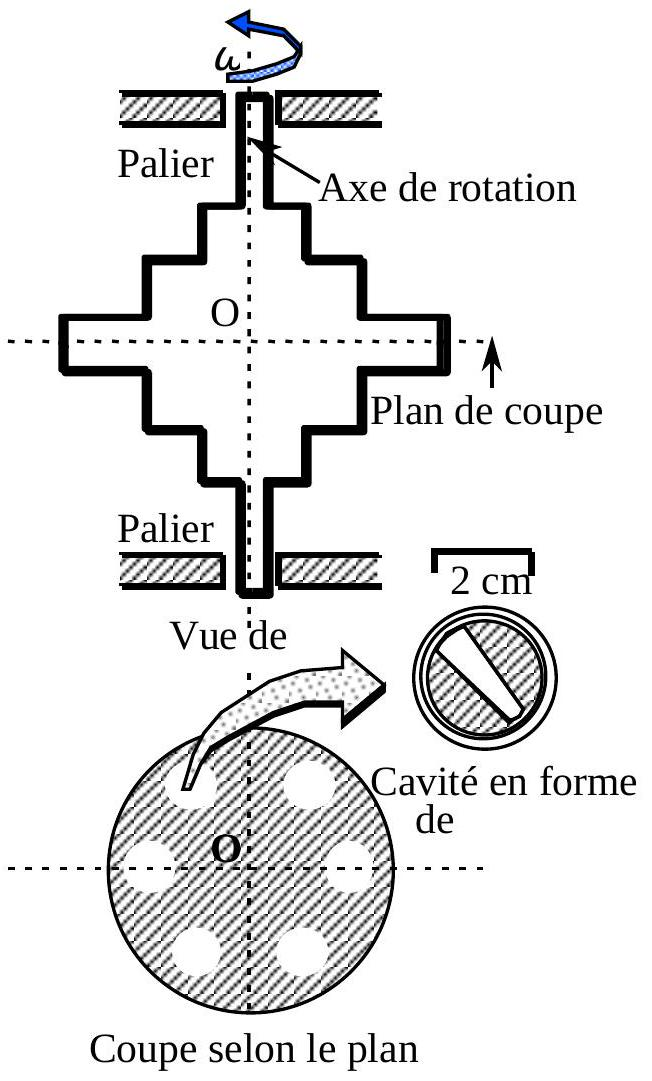 ω
Palier
Axe de rotation
O
Plan de coupe
Palier
2 cm
Vue de
Cavité en forme
de
O
Coupe selon le plan